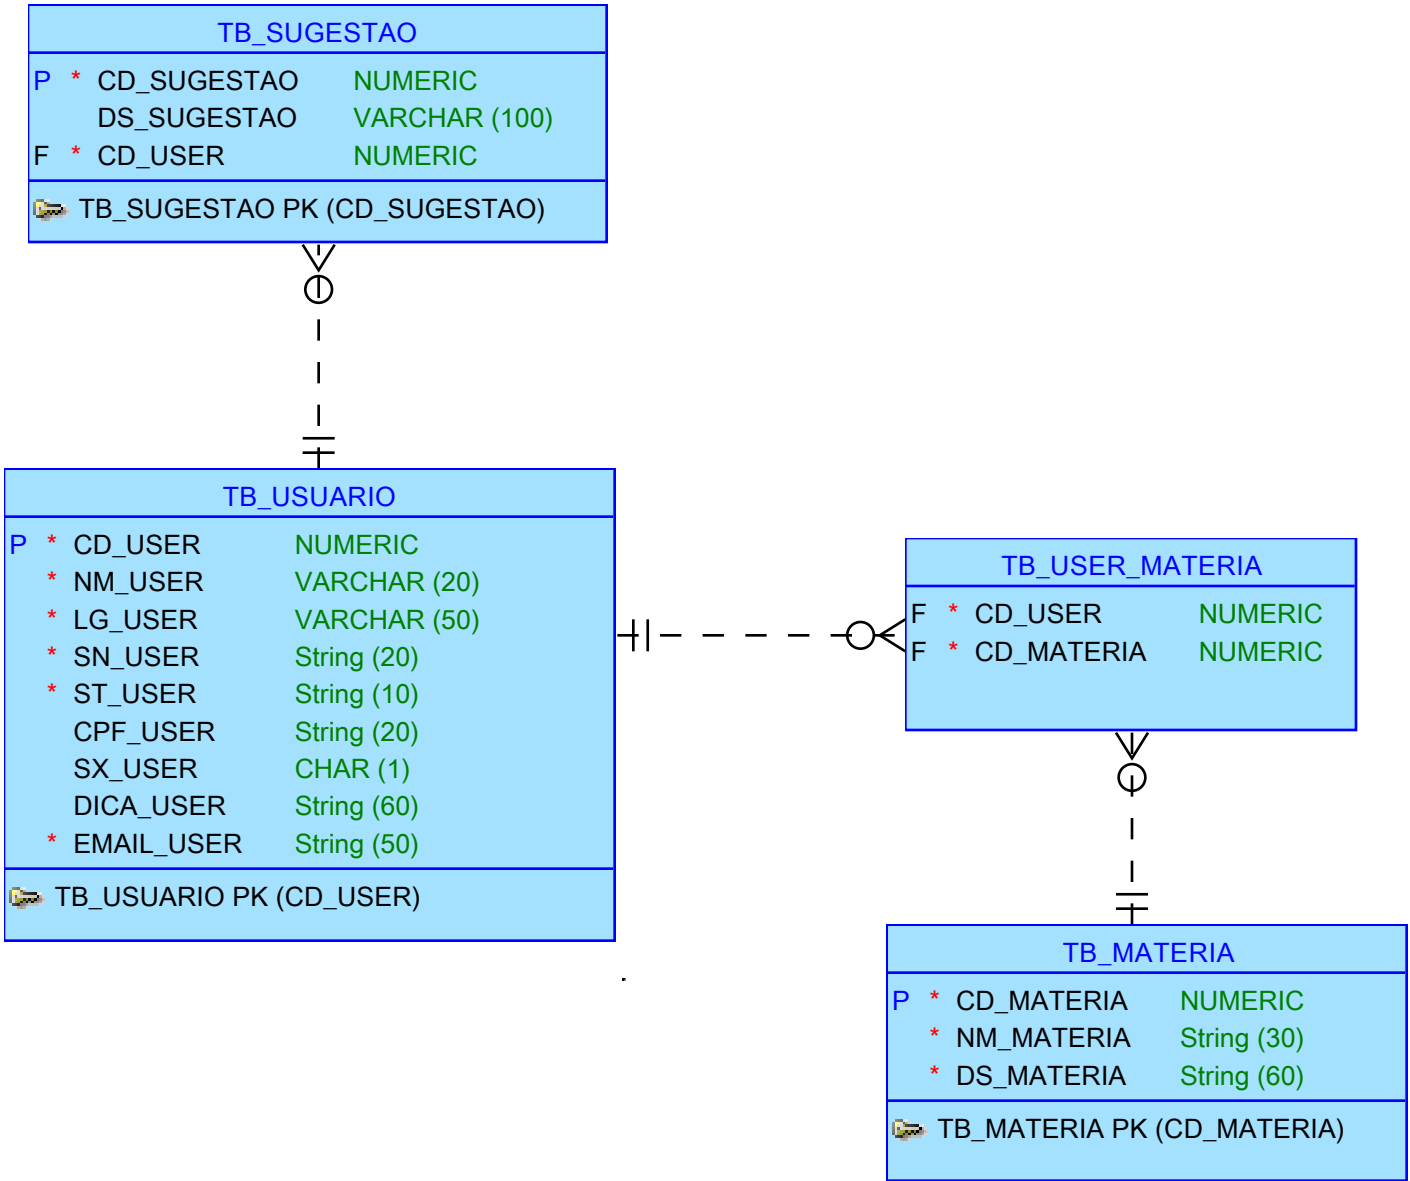 TB_SUGESTAO
P * CD_SUGESTAO NUMERIC
DS_SUGESTAO VARCHAR (100)
F * CD_USER NUMERIC
TB_SUGESTAO PK (CD_SUGESTAO)
TB_USUARIO
P * CD_USER NUMERIC
* NM_USER VARCHAR (20)
* LG_USER VARCHAR (50)
* SN_USER String (20)
* ST_USER String (10)
CPF_USER String (20)
SX_USER CHAR (1)
DICA_USER String (60)
* EMAIL_USER String (50)
TB_USUARIO PK (CD_USER)
TB_USER_MATERIA
F * CD_USER NUMERIC
F * CD_MATERIA NUMERIC
TB_MATERIA
P * CD_MATERIA NUMERIC
* NM_MATERIA String (30)
* DS_MATERIA String (60)
TB_MATERIA PK (CD_MATERIA)